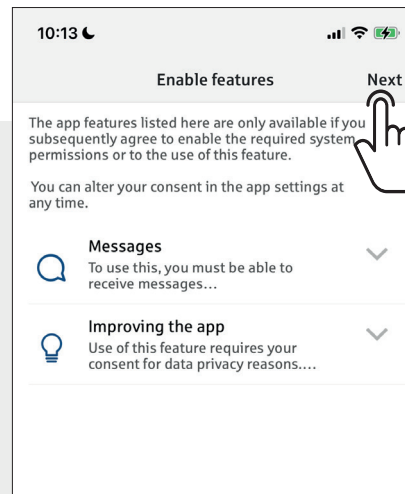 10:13
Enable features Next
The app features listed here are only available if you
subsequently agree to enable the required system
permissions or to the use of this feature.
You can alter your consent in the app settings at
any time.
Messages
To use this, you must be able to
receive messages...
Improving the app
Use of this feature requires your
consent for data privacy reasons....